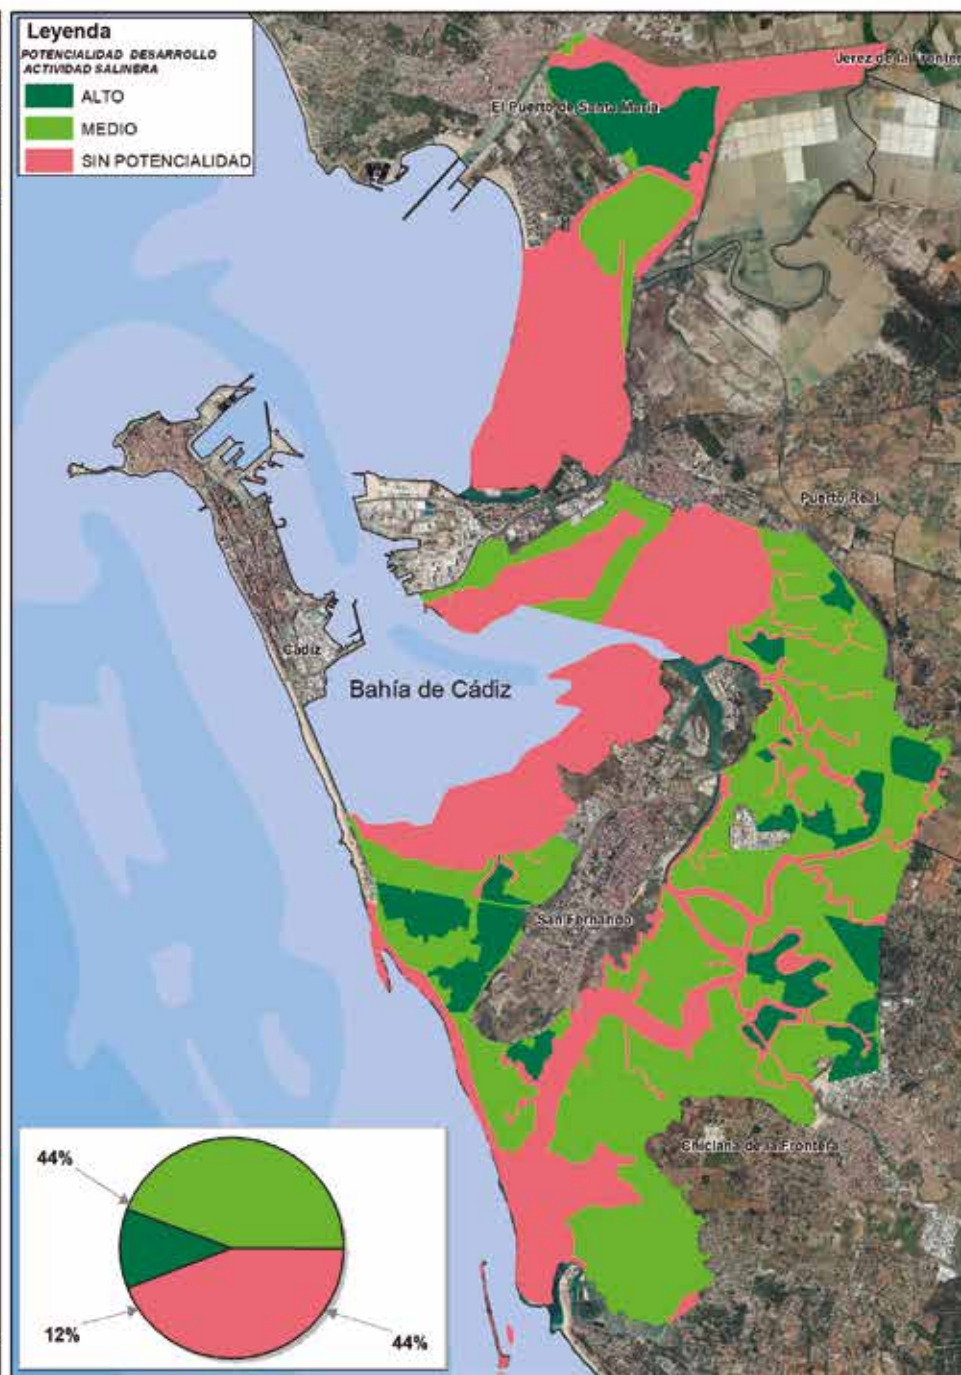 Leyenda
POTENCIALIDAD DESARROLLO
ACTIVIDAD SALINERA
ALTO
MEDIO
SIN POTENCIALIDAD
Jerez de la Fronter
El Puerto de Santa María
Puerto Real
Cádiz
Bahía de Cádiz
San Fernando
Chiclana de la Frontera
44%
12%
44%